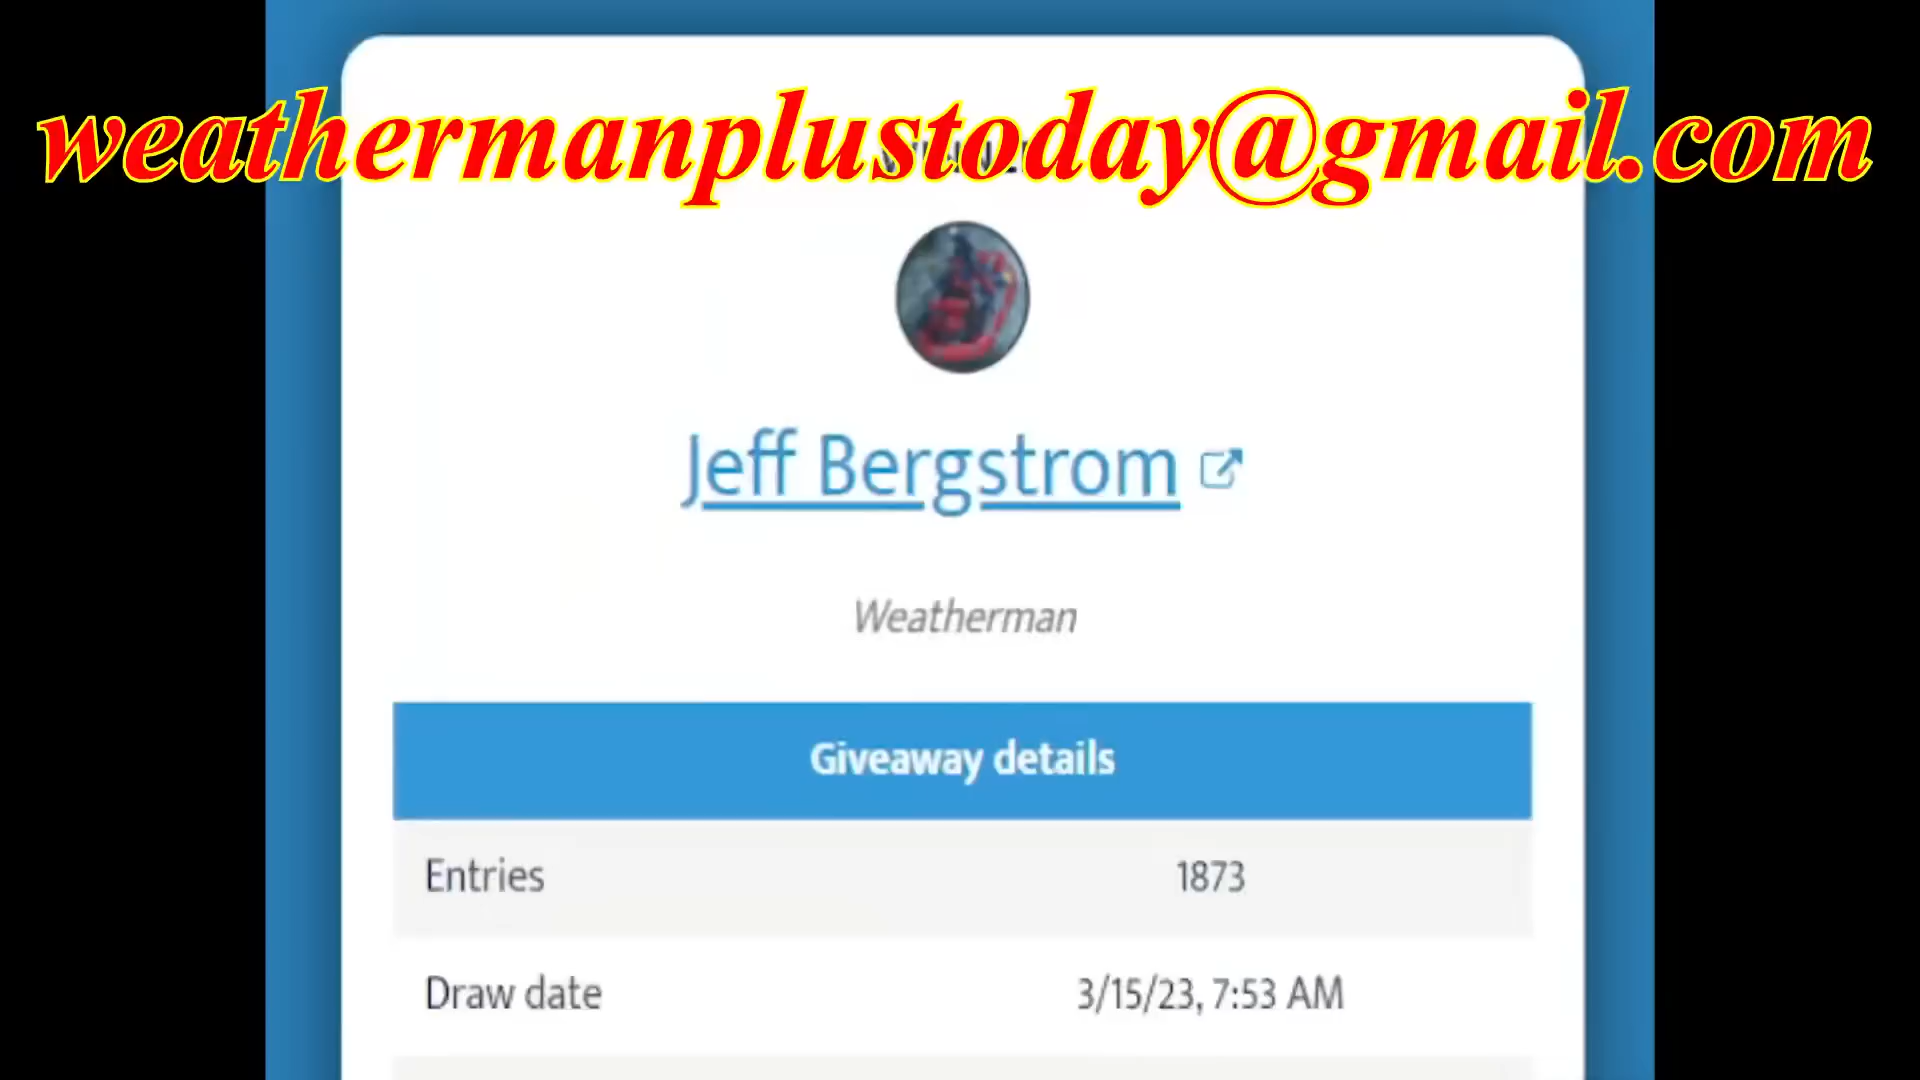 weathermanplustoday@gmail.com
Jeff Bergstrom
Weatherman
Giveaway details
Entries 1873
Draw date 3/15/23, 7:53 AM